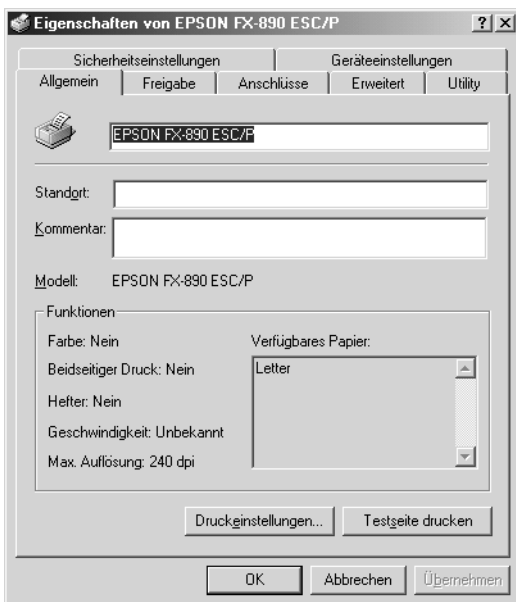 Eigenschaften von EPSON FX-890 ESC/P
Sicherheitseinstellungen Geräteeinstellungen
Allgemein Freigabe Anschlüsse Erweitert Utility
EPSON FX-890 ESC/P
Standort:
Kommentar:
Modell: EPSON FX-890 ESC/P
Funktionen
Farbe: Nein Verfügbares Papier:
Beidseitiger Druck: Nein Letter
Hefter: Nein
Geschwindigkeit: Unbekannt
Max. Auflösung: 240 dpi
Druckeinstellungen... Testseite drucken
OK Abbrechen Übernehmen